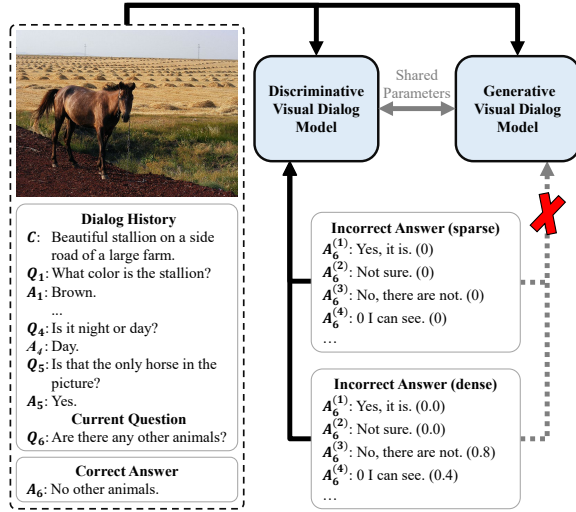 Dialog History
C: Beautiful stallion on a side
road of a large farm.
Q1: What color is the stallion?
A1: Brown.
...
Q4: Is it night or day?
A4: Day.
Q5: Is that the only horse in the
picture?
A5: Yes.
Current Question
Q6: Are there any other animals?
Correct Answer
A6: No other animals.
Discriminative
Visual Dialog
Model
Shared
Parameters
Generative
Visual Dialog
Model
Incorrect Answer (sparse)
A6(1): Yes, it is. (0)
A6(2): Not sure. (0)
A6(3): No, there are not. (0)
A6(4): 0 I can see. (0)
...
Incorrect Answer (dense)
A6(1): Yes, it is. (0.0)
A6(2): Not sure. (0.0)
A6(3): No, there are not. (0.8)
A6(4): 0 I can see. (0.4)
...